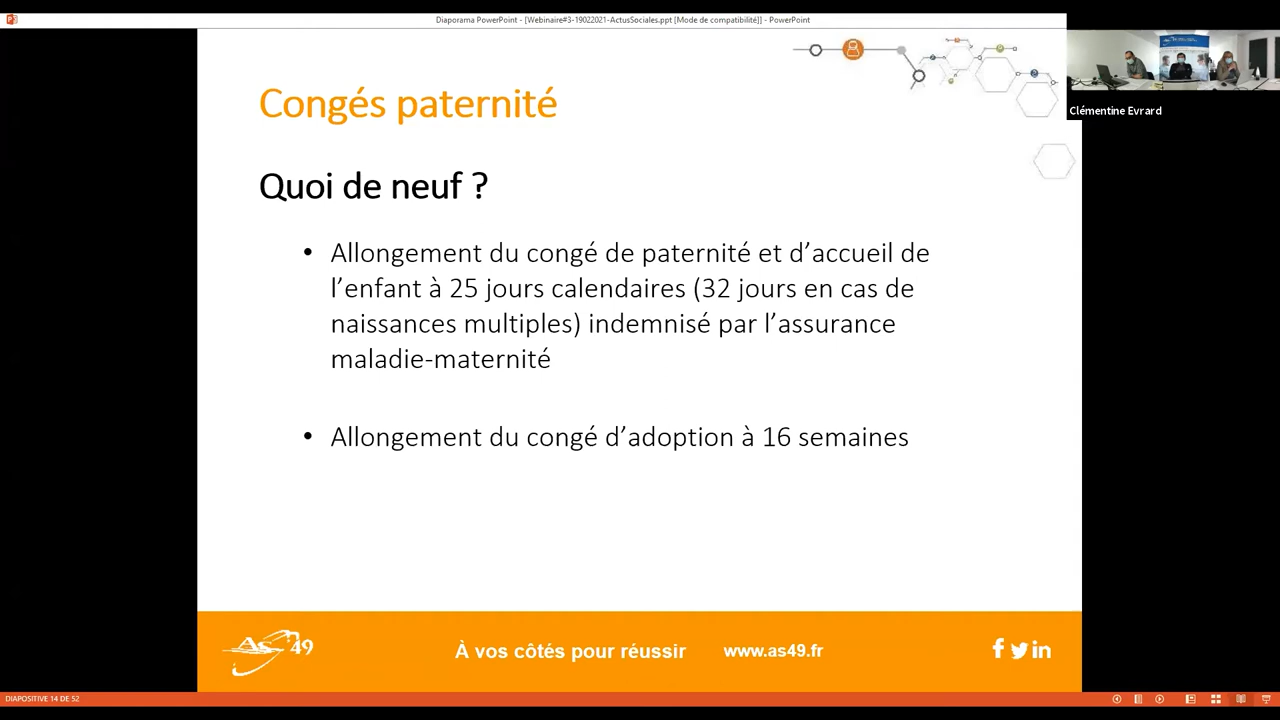 Diaporama PowerPoint - [Webinaire#3-19022021-ActusSociales.ppt [Mode de compatibilité]] - PowerPoint
Clémentine Evrard
Congés paternité
Quoi de neuf ?
• Allongement du congé de paternité et d’accueil de
l’enfant à 25 jours calendaires (32 jours en cas de
naissances multiples) indemnisé par l’assurance
maladie-maternité
• Allongement du congé d’adoption à 16 semaines
As 49
À vos côtés pour réussir
www.as49.fr
DIAPOSITIVE 14 DE 52